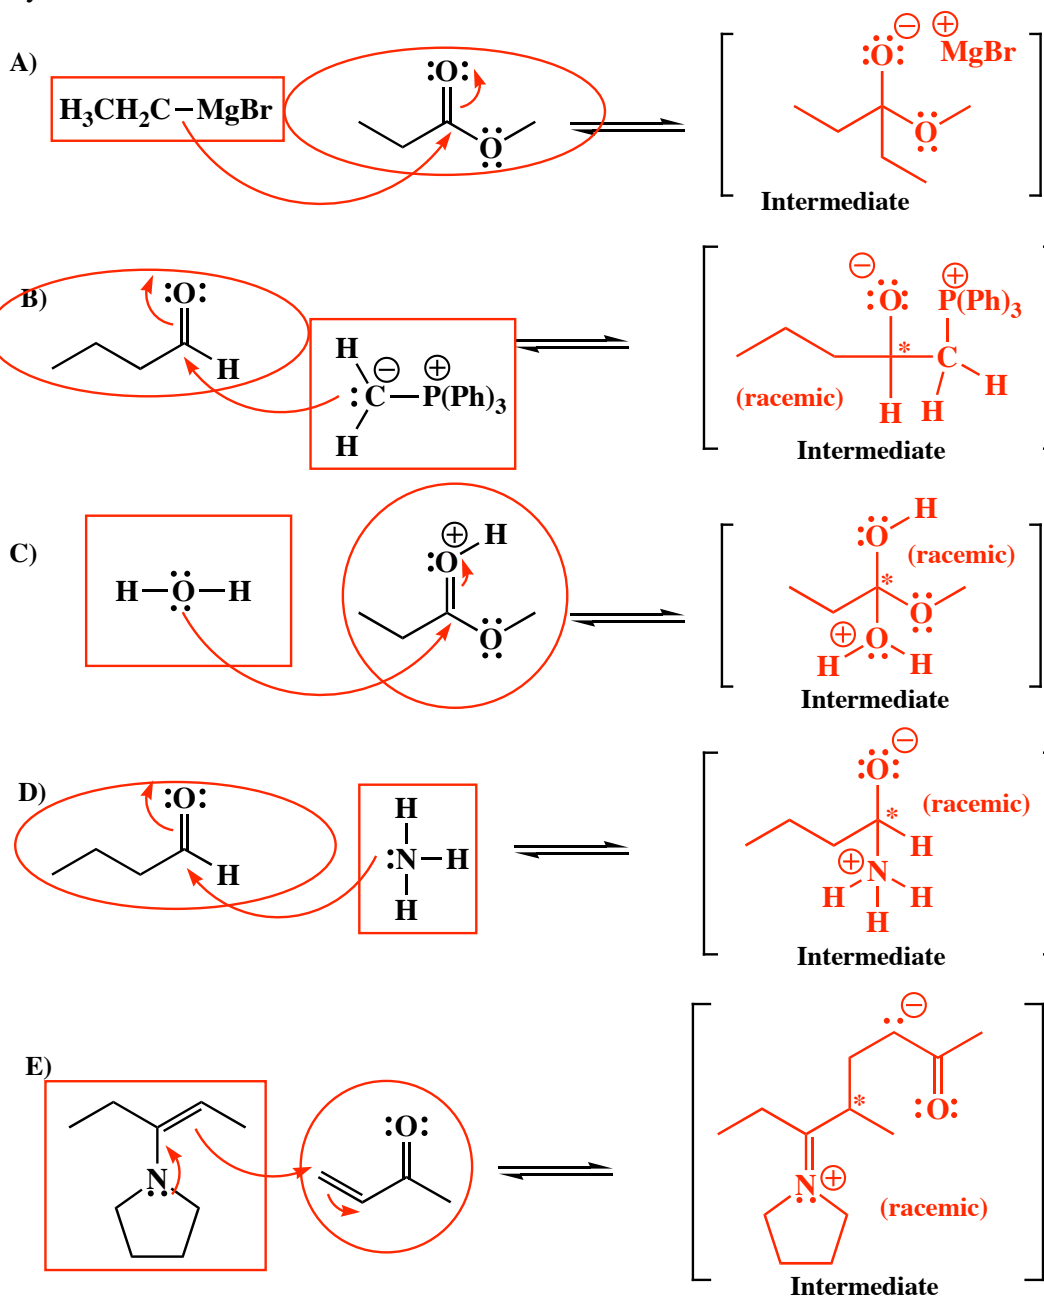 A)
H₃CH₂C–MgBr
:O:
O
:O: ⊖ ⊕ MgBr
O
Intermediate
B)
:O:
H
H
:C ⊖ – P(Ph)₃ ⊕
H
⊖ :O: ⊕ P(Ph)₃
* C
H H H
(racemic)
Intermediate
C)
H–O–H
⊕ :O H
O
:O H
(racemic)
*
O
⊕ H O H
Intermediate
D)
:O:
H
H
:N–H
H
:O: ⊖
(racemic)
*
H
⊕ N
H H H
Intermediate
E)
N
:O:
⊖
*
:O:
N ⊕
(racemic)
Intermediate